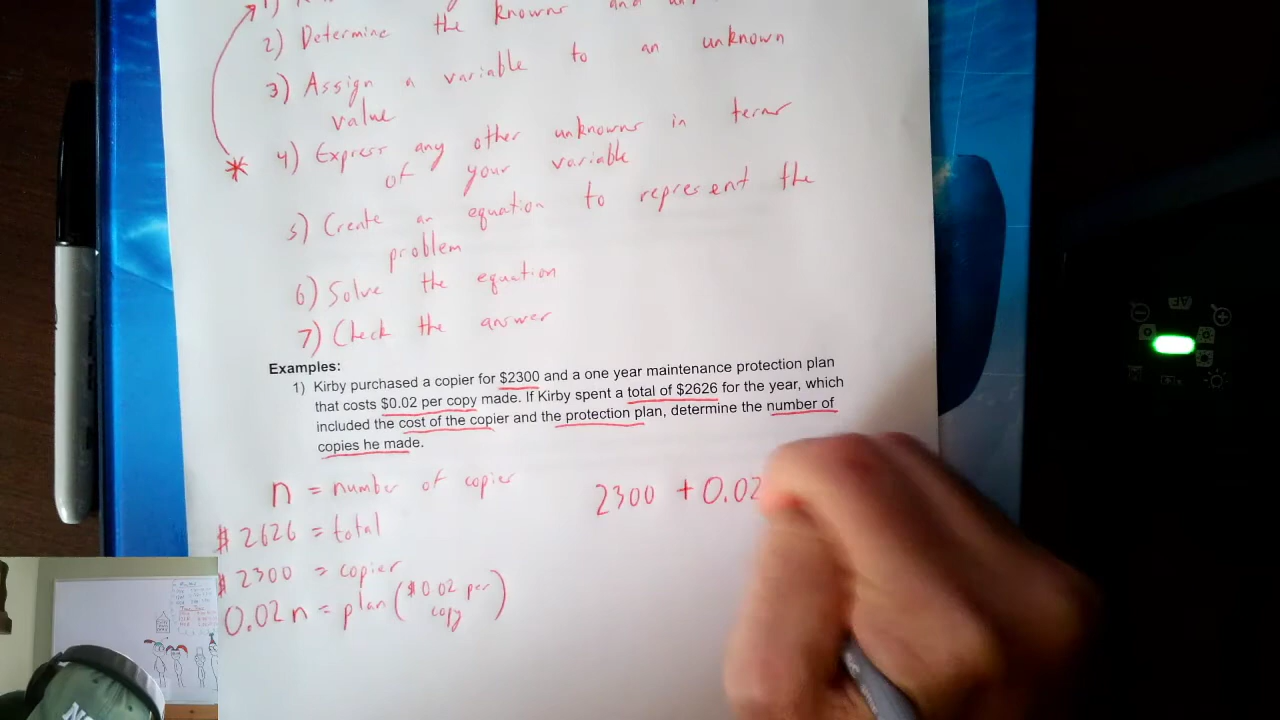 1)
2) Determine the knowns and
3) Assign a variable to an unknown
value
* 4) Express any other unknowns in terms
of your variable
5) Create an equation to represent the
problem
6) Solve the equation
7) Check the answer
Examples:
1) Kirby purchased a copier for $2300 and a one year maintenance protection plan
that costs $0.02 per copy made. If Kirby spent a total of $2626 for the year, which
included the cost of the copier and the protection plan, determine the number of
copies he made.
n = number of copies
$2626 = total
$2300 = copier
0.02n = plan ($0.02 per
copy)
2300 + 0.02